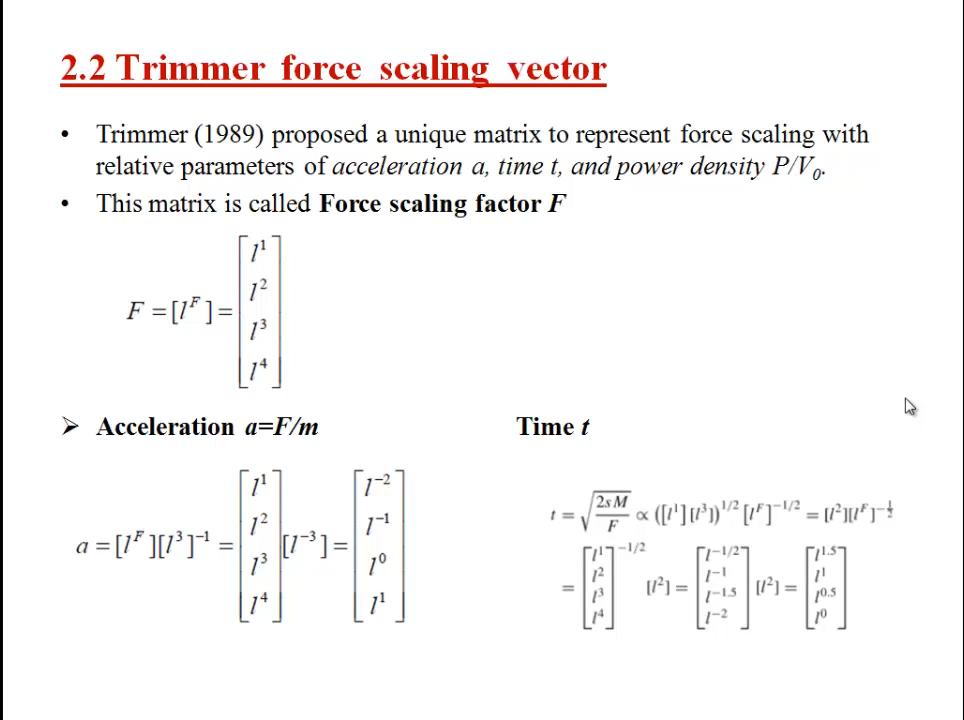 2.2 Trimmer force scaling vector
• Trimmer (1989) proposed a unique matrix to represent force scaling with
relative parameters of acceleration a, time t, and power density P/V₀.
• This matrix is called Force scaling factor F
F = [l^F] = [l¹ l² l³ l⁴]
➢ Acceleration a=F/m
a = [l^F][l³]⁻¹ = [l¹ l² l³ l⁴] [l⁻³] = [l⁻² l⁻¹ l⁰ l¹]
Time t
t = √(2sM/F) ∝ ([l¹][l³])^1/2 [l^F]^−1/2 = [l²][l^F]^−1/2
= [l¹ l² l³ l⁴]^−1/2 [l²] = [l^−1/2 l^−1 l^−1.5 l^−2] [l²] = [l^1.5 l^1 l^0.5 l^0]